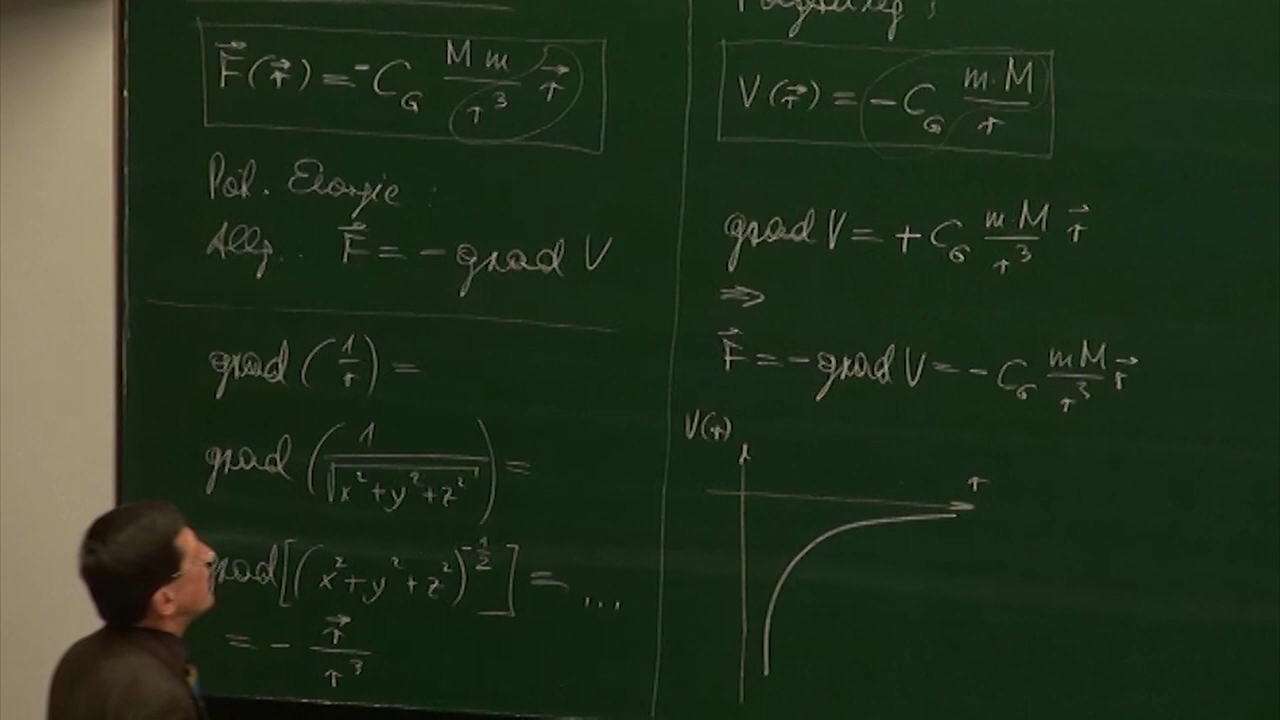 F⃗(r⃗) = -C_G Mm/r³ r⃗
Pot. Energie :
Allg.. F⃗ = - grad V
grad (1/r) =
grad (1/√(x²+y²+z²)) =
grad[(x²+y²+z²)^(-1/2)] = ...
= - r⃗/r³
V(r⃗) = -C_G m·M/r
grad V = + C_G m·M/r³ r⃗
⇒
F⃗ = - grad V = - C_G mM/r³ r⃗
V(r)
r